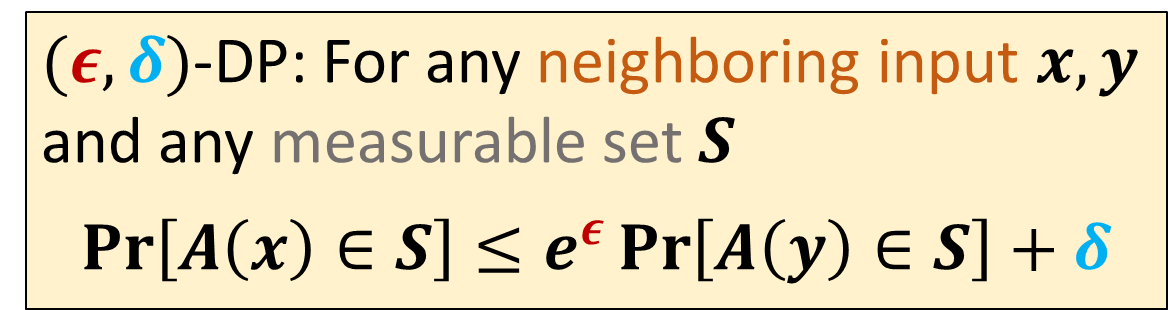 (ϵ, δ)-DP: For any neighboring input x, y
and any measurable set S
Pr[A(x) ∈ S] ≤ e^ϵ Pr[A(y) ∈ S] + δ